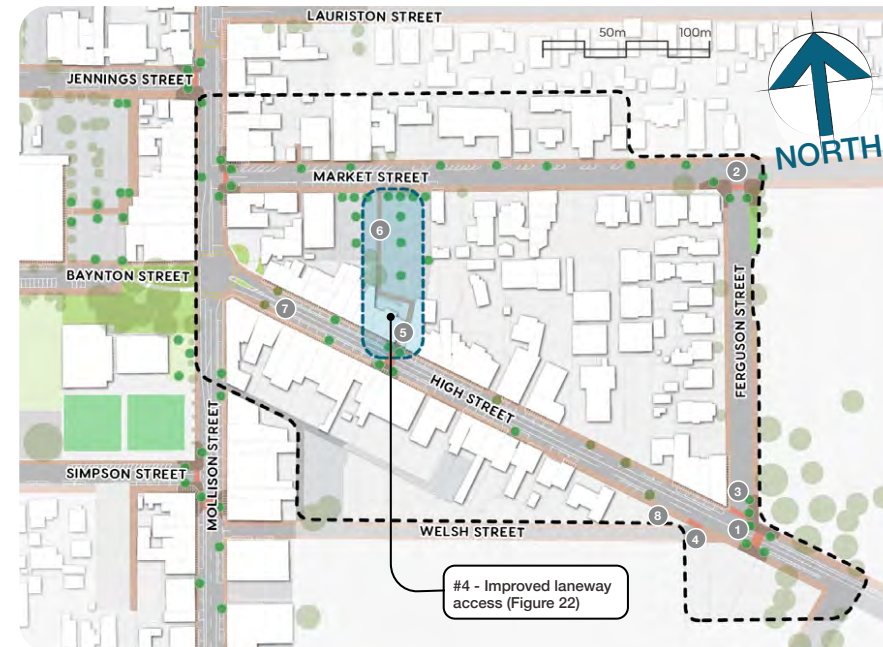 LAURISTON STREET
50m 100m
JENNINGS STREET
NORTH
2
MARKET STREET
6
BAYNTON STREET
7
5
FERGUSON STREET
HIGH STREET
SIMPSON STREET
MOLLISON STREET
3
8
1
WELSH STREET
4
#4 - Improved laneway
access (Figure 22)